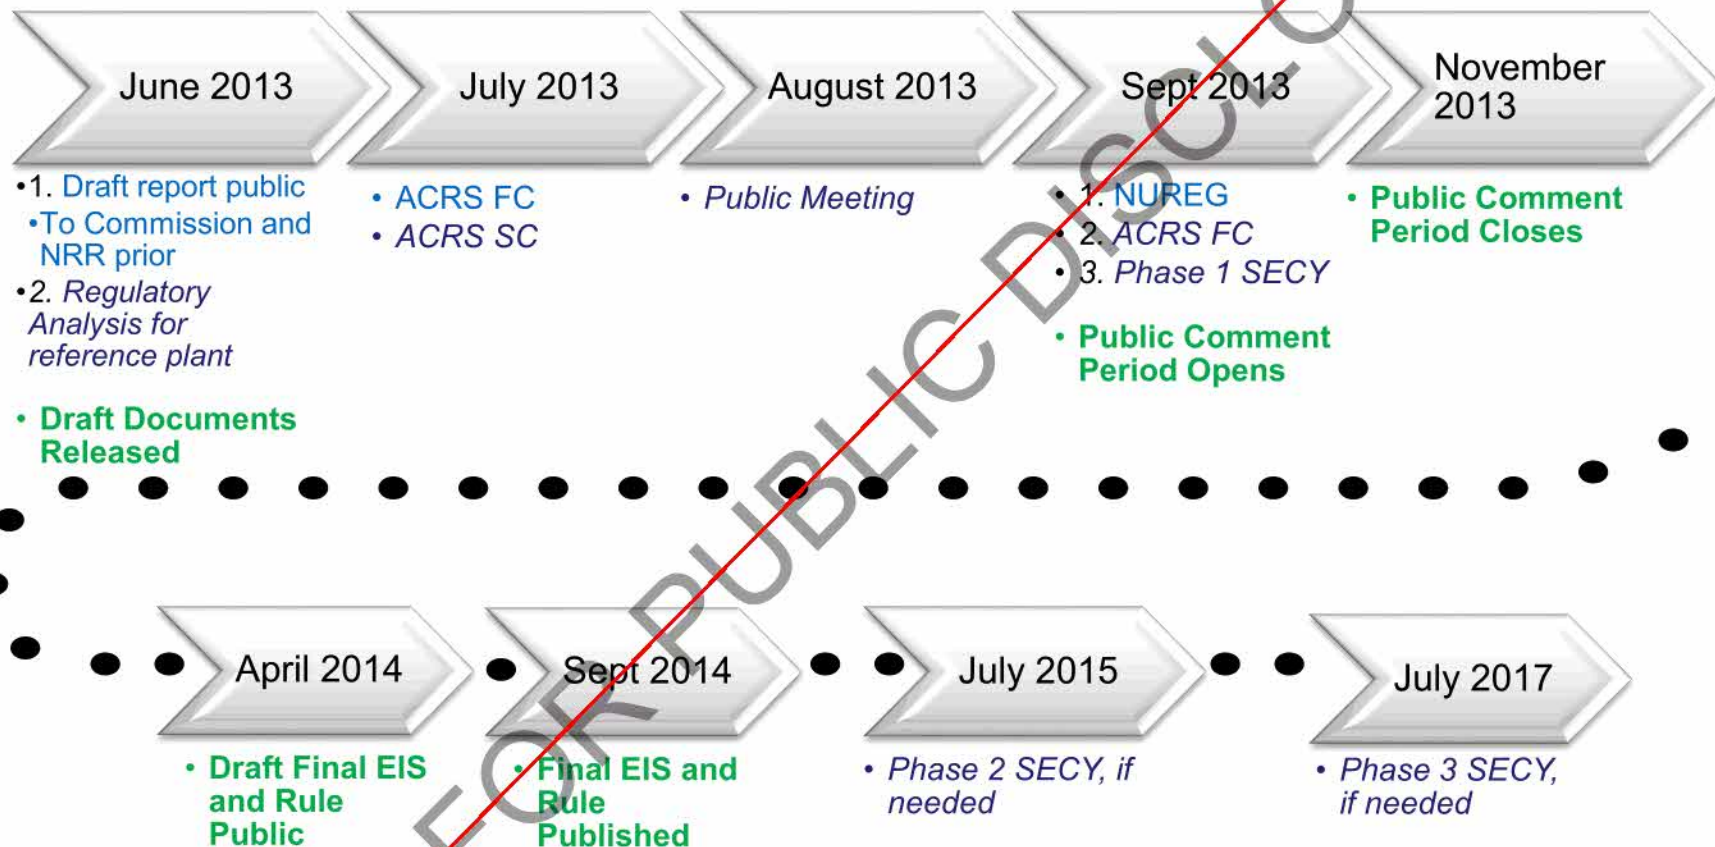 June 2013
July 2013
August 2013
Sept 2013
November
2013
•1. Draft report public
•To Commission and
NRR prior
•2. Regulatory
Analysis for
reference plant
• Draft Documents
Released
• ACRS FC
• ACRS SC
• Public Meeting
• 1. NUREG
• 2. ACRS FC
• 3. Phase 1 SECY
• Public Comment
Period Opens
• Public Comment
Period Closes
April 2014
Sept 2014
July 2015
July 2017
• Draft Final EIS
and Rule
Public
• Final EIS and
Rule
Published
• Phase 2 SECY, if
needed
• Phase 3 SECY,
if needed
FOR PUBLIC DISCLO